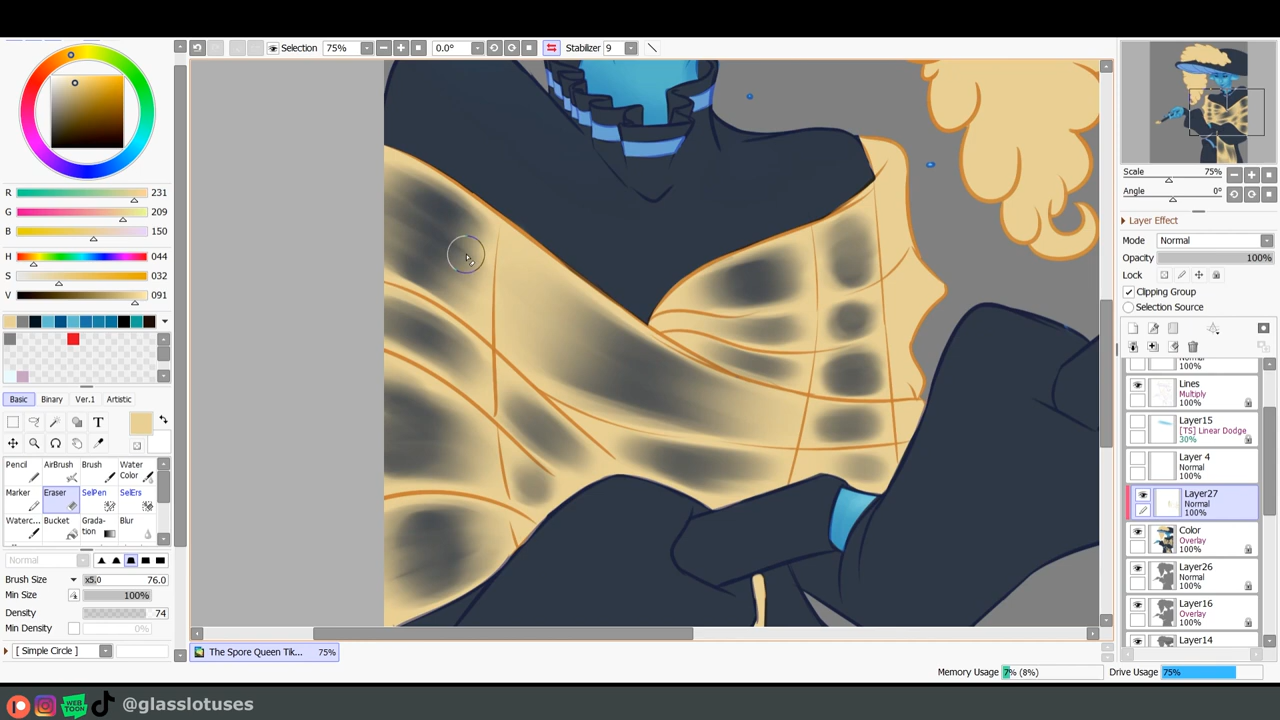 Selection 75% 0.0° Stabilizer 9
R 231
G 209
B 150
H 044
S 032
V 091
Basic Binary Ver.1 Artistic
T
Pencil AirBrush Brush Water Color
Marker Eraser SelPen SelErs
Waterc... Bucket Grada-tion Blur
Normal
Brush Size x5.0 76.0
Min Size 100%
Density 74
Min Density 0%
[ Simple Circle ]
The Spore Queen Tik... 75%
Memory Usage 7% (8%) Drive Usage 75%
Scale 75%
Angle 0°
Layer Effect
Mode Normal
Opacity 100%
Lock
Clipping Group
Selection Source
Normal
100%
Lines
Multiply
100%
Layer15
[TS] Linear Dodge
30%
Layer 4
Normal
100%
Layer27
Normal
100%
Color
Overlay
100%
Layer26
Normal
100%
Layer16
Overlay
100%
Layer14
WEB TOON @glasslotuses